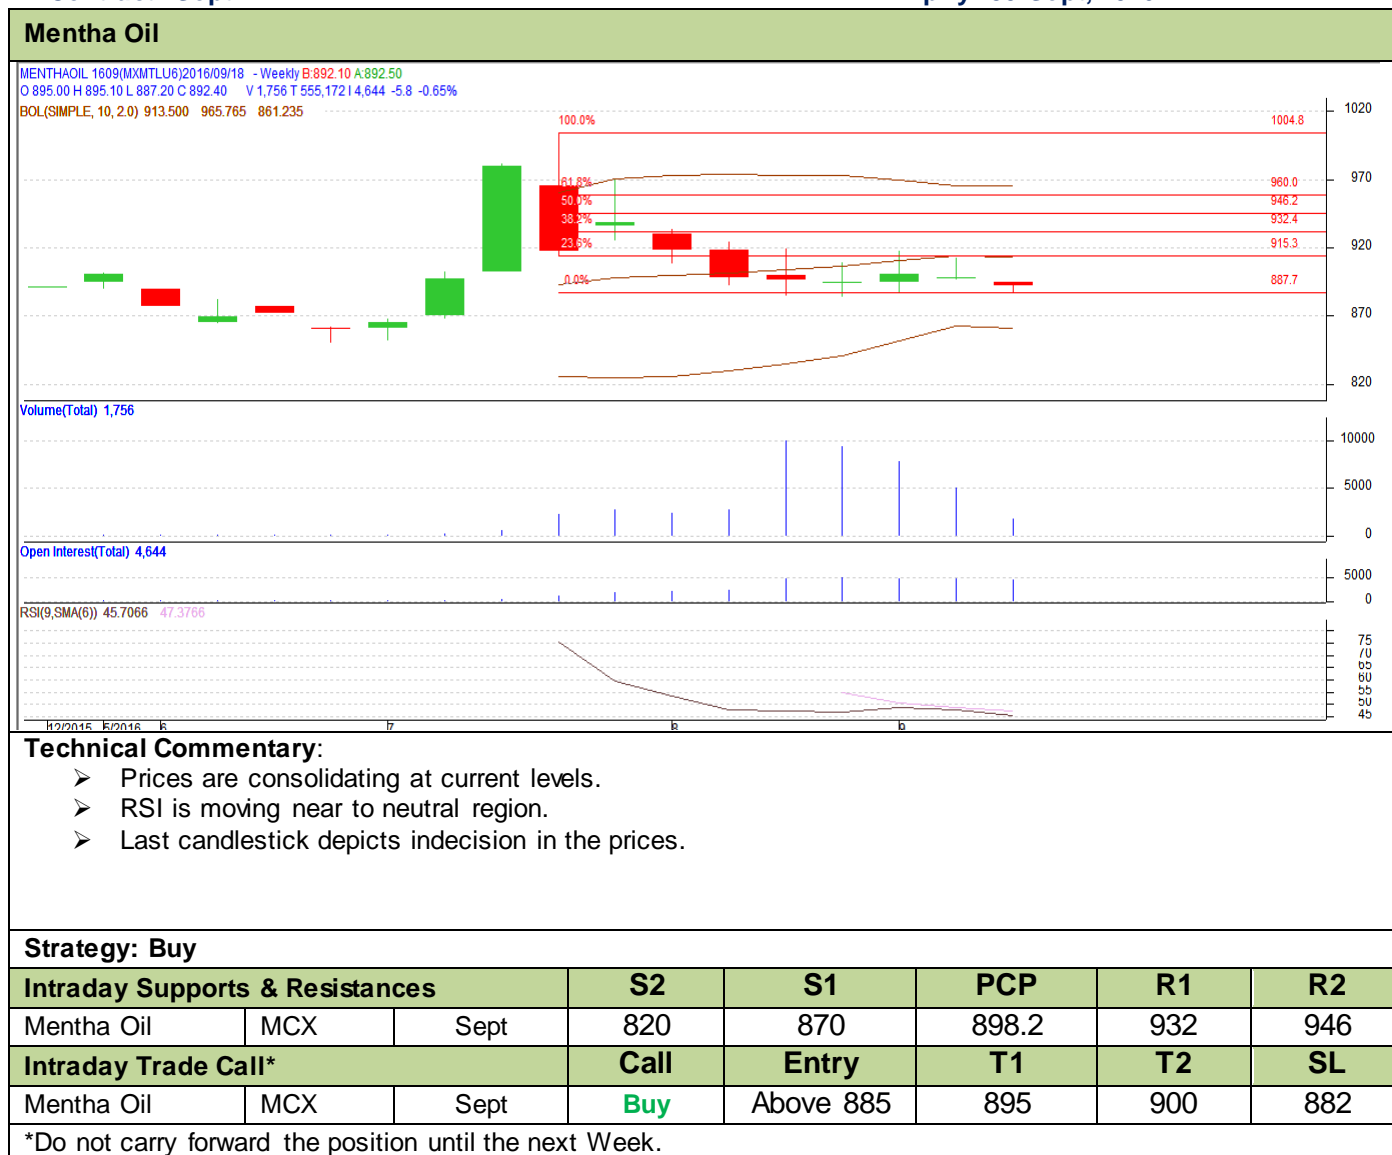 Mentha Oil
MENTHAOIL 1609(MXMTLU6)2016/09/18 - Weekly B:892.10 A:892.50
O 895.00 H 895.10 L 887.20 C 892.40 V 1,756 T 555,172 I 4,644 -5.8 -0.65%
BOL(SIMPLE, 10, 2.0) 913.500 965.765 861.235
1020
100.0% 1004.8
970
61.8% 960.0
50.0% 946.2
38.2% 932.4
920
23.6% 915.3
0.0% 887.7
870
820
Volume(Total) 1,756
10000
5000
0
Open Interest(Total) 4,644
5000
0
RSI(9,SMA(6)) 45.7066 47.3766
75
70
65
60
55
50
45
12/2015 5/2016 6 7 8 9
Technical Commentary:
➢ Prices are consolidating at current levels.
➢ RSI is moving near to neutral region.
➢ Last candlestick depicts indecision in the prices.
Strategy: Buy
Intraday Supports & Resistances S2 S1 PCP R1 R2
Mentha Oil MCX Sept 820 870 898.2 932 946
Intraday Trade Call* Call Entry T1 T2 SL
Mentha Oil MCX Sept Buy Above 885 895 900 882
*Do not carry forward the position until the next Week.